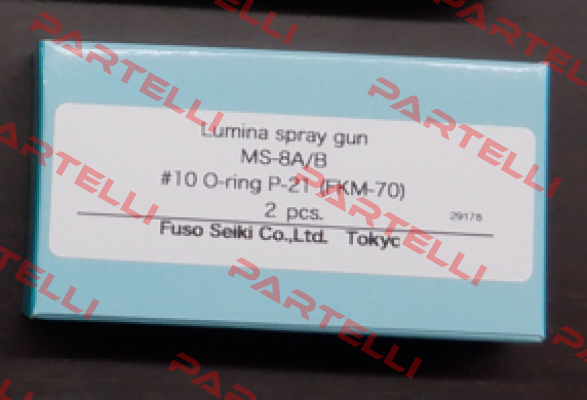 Lumina spray gun
MS-8A/B
#10 O-ring P-21 (FKM-70)
2 pcs.
29178
Fuso Seiki Co.,Ltd. Tokyo
PARTELLI
PARTELLI
PARTELLI
PARTELLI
PARTELLI
PARTELLI
PARTELLI